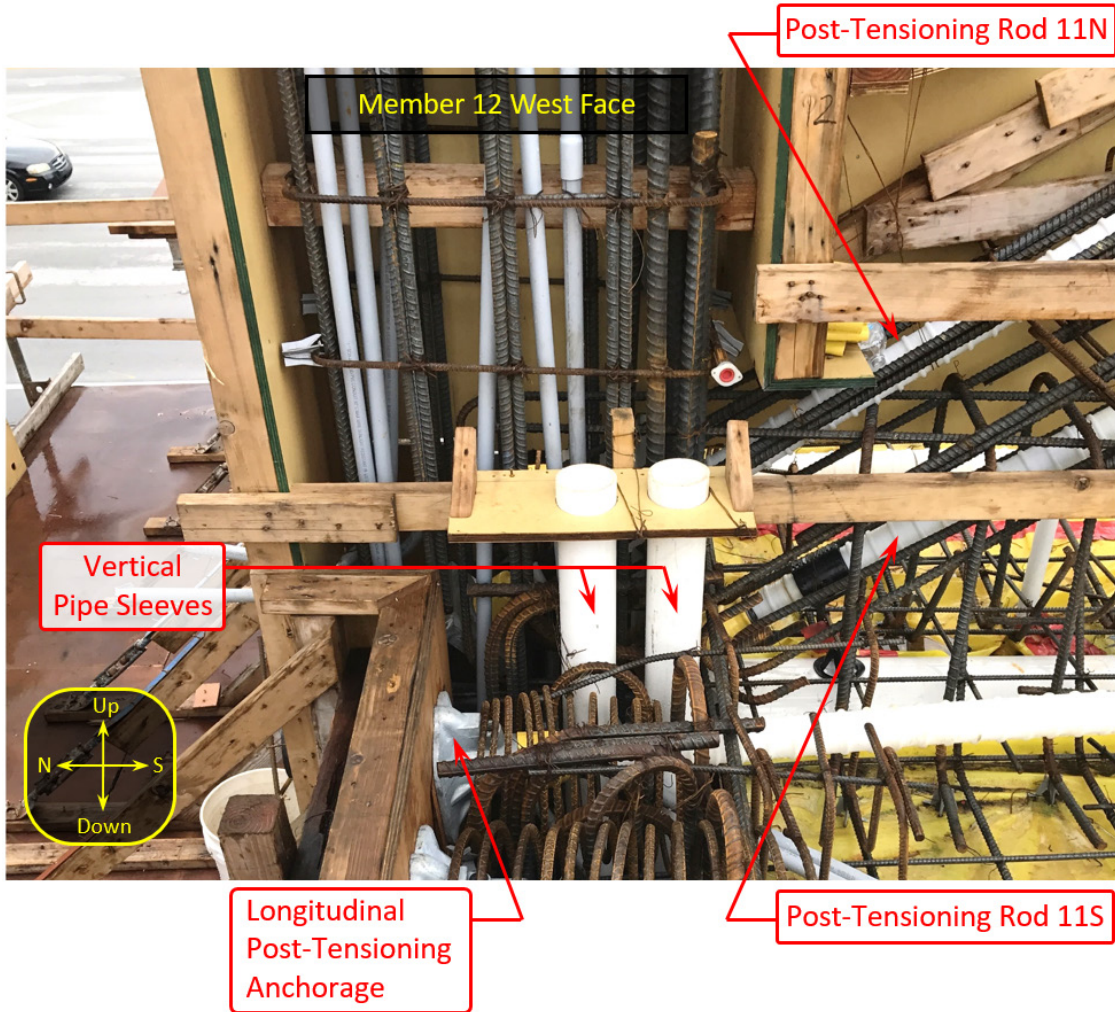 Post-Tensioning Rod 11N
Member 12 West Face
2
Vertical
Pipe Sleeves
Up
N
S
Down
Longitudinal
Post-Tensioning
Anchorage
Post-Tensioning Rod 11S